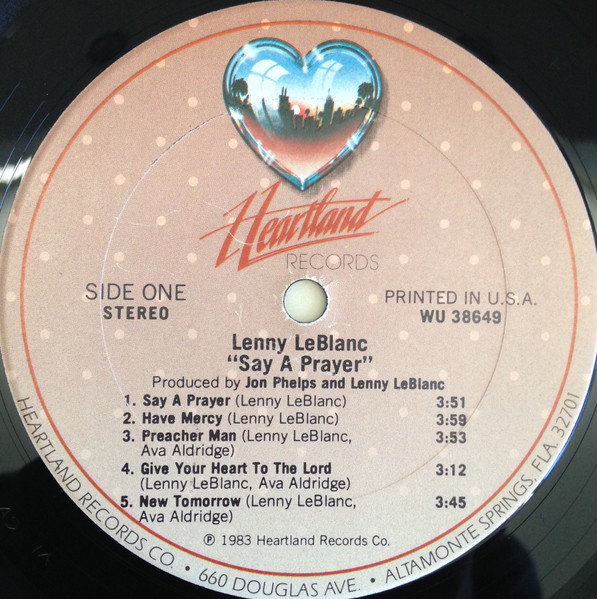 Heartland
RECORDS
SIDE ONE
STEREO
PRINTED IN U.S.A.
WU 38649
Lenny LeBlanc
"Say A Prayer"
Produced by Jon Phelps and Lenny LeBlanc
1. Say A Prayer (Lenny LeBlanc) 3:51
2. Have Mercy (Lenny LeBlanc) 3:59
3. Preacher Man (Lenny LeBlanc, 3:53
Ava Aldridge)
4. Give Your Heart To The Lord 3:12
(Lenny LeBlanc, Ava Aldridge)
5. New Tomorrow (Lenny LeBlanc, 3:45
Ava Aldridge)
℗ 1983 Heartland Records Co.
HEARTLAND RECORDS CO. • 660 DOUGLAS AVE. • ALTAMONTE SPRINGS, FLA. 32701